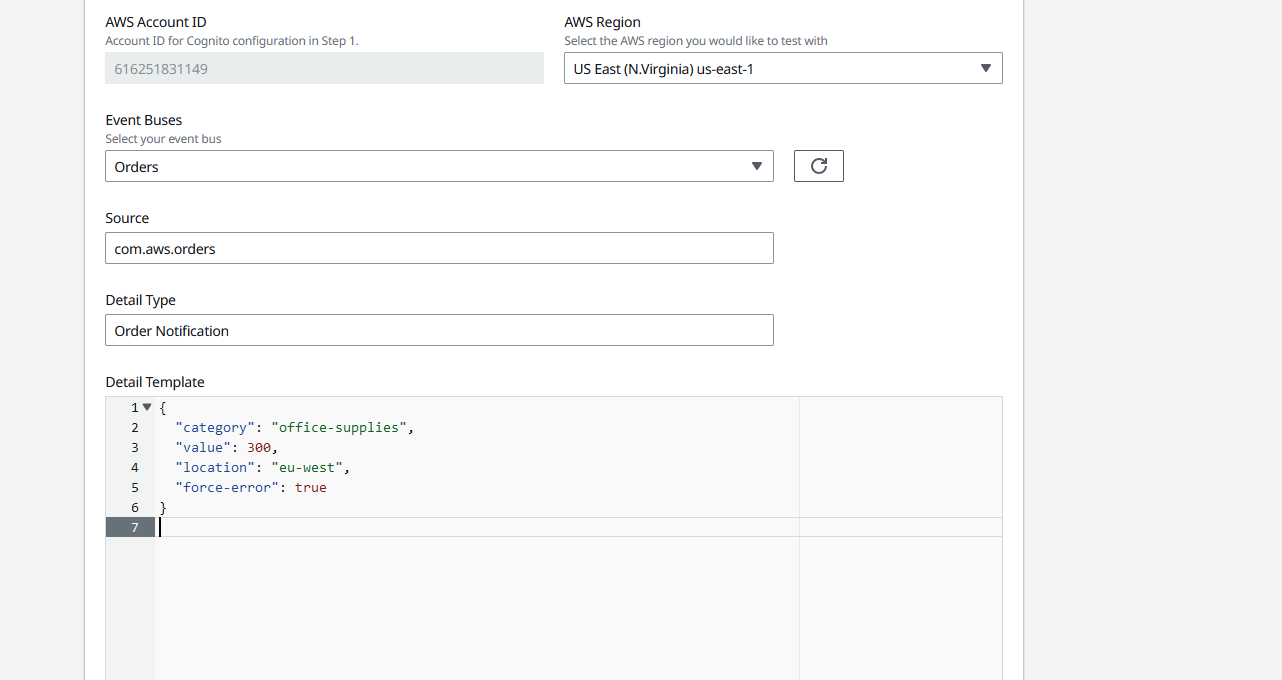 AWS Account ID
Account ID for Cognito configuration in Step 1.
616251831149
AWS Region
Select the AWS region you would like to test with
US East (N.Virginia) us-east-1
Event Buses
Select your event bus
Orders
Source
com.aws.orders
Detail Type
Order Notification
Detail Template
1 {
2 "category": "office-supplies",
3 "value": 300,
4 "location": "eu-west",
5 "force-error": true
6 }
7